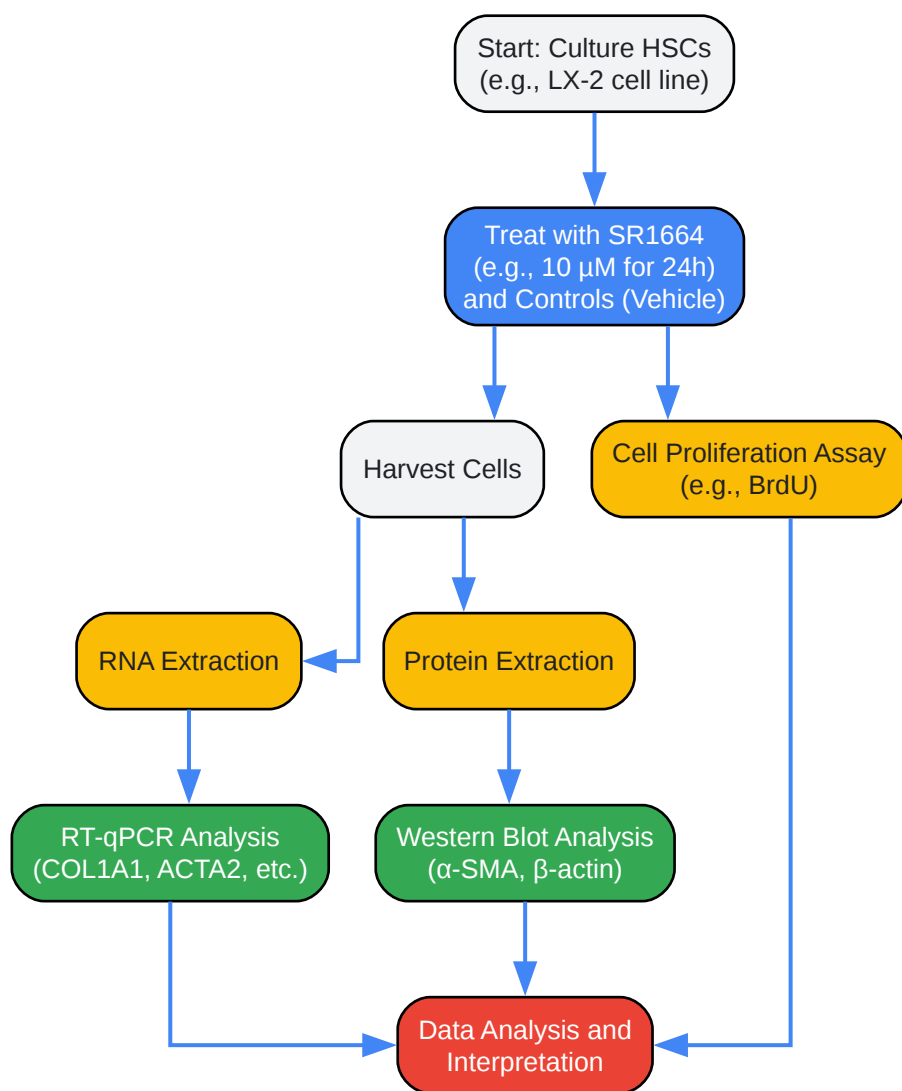 Start: Culture HSCs
(e.g., LX-2 cell line)
Treat with SR1664
(e.g., 10 µM for 24h)
and Controls (Vehicle)
Harvest Cells
Cell Proliferation Assay
(e.g., BrdU)
RNA Extraction
Protein Extraction
RT-qPCR Analysis
(COL1A1, ACTA2, etc.)
Western Blot Analysis
(α-SMA, β-actin)
Data Analysis and
Interpretation